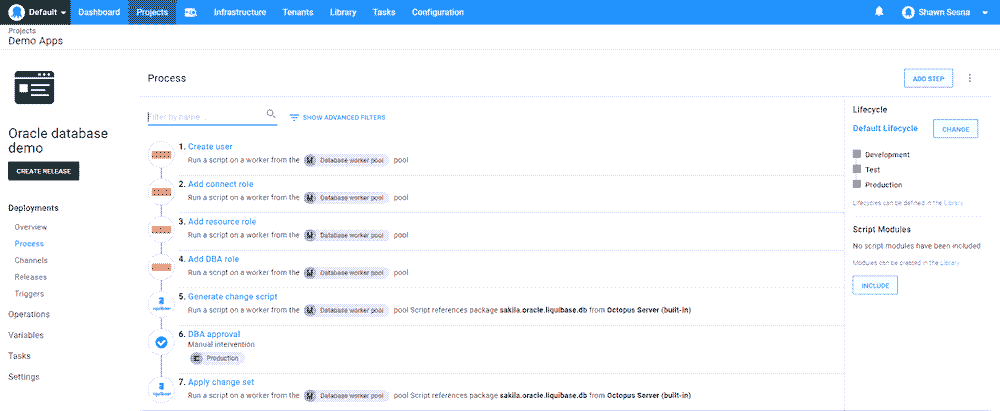 Default
Dashboard
Projects
Infrastructure
Tenants
Library
Tasks
Configuration
Shawn Sesna
Projects
Demo Apps
Oracle database
demo
CREATE RELEASE
Deployments
Overview
Process
Channels
Releases
Triggers
Operations
Variables
Tasks
Settings
Process
ADD STEP
Filter by name...
SHOW ADVANCED FILTERS
1. Create user
Run a script on a worker from the Database worker pool pool
2. Add connect role
Run a script on a worker from the Database worker pool pool
3. Add resource role
Run a script on a worker from the Database worker pool pool
4. Add DBA role
Run a script on a worker from the Database worker pool pool
5. Generate change script
Run a script on a worker from the Database worker pool pool Script references package sakila.oracle.liquibase.db from Octopus Server (built-in)
6. DBA approval
Manual intervention
Production
7. Apply change set
Run a script on a worker from the Database worker pool pool Script references package sakila.oracle.liquibase.db from Octopus Server (built-in)
Lifecycle
Default Lifecycle
CHANGE
Development
Test
Production
Lifecycles can be defined in the Library
Script Modules
No script modules have been included
Modules can be created in the Library
INCLUDE